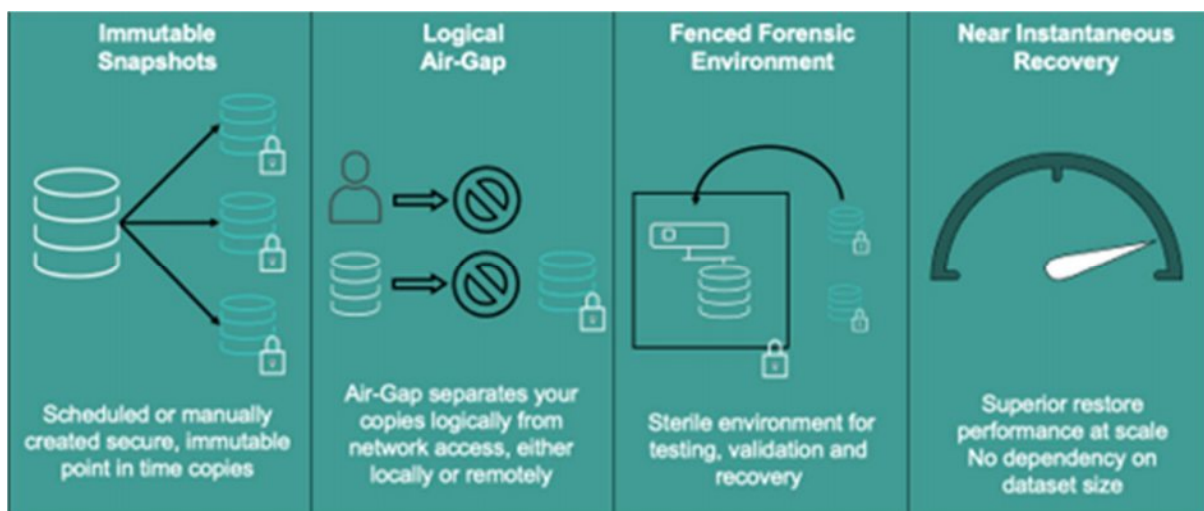 Immutable
Snapshots
Scheduled or manually
created secure, immutable
point in time copies
Logical
Air-Gap
Air-Gap separates your
copies logically from
network access, either
locally or remotely
Fenced Forensic
Environment
Sterile environment for
testing, validation and
recovery
Near Instantaneous
Recovery
Superior restore
performance at scale
No dependency on
dataset size